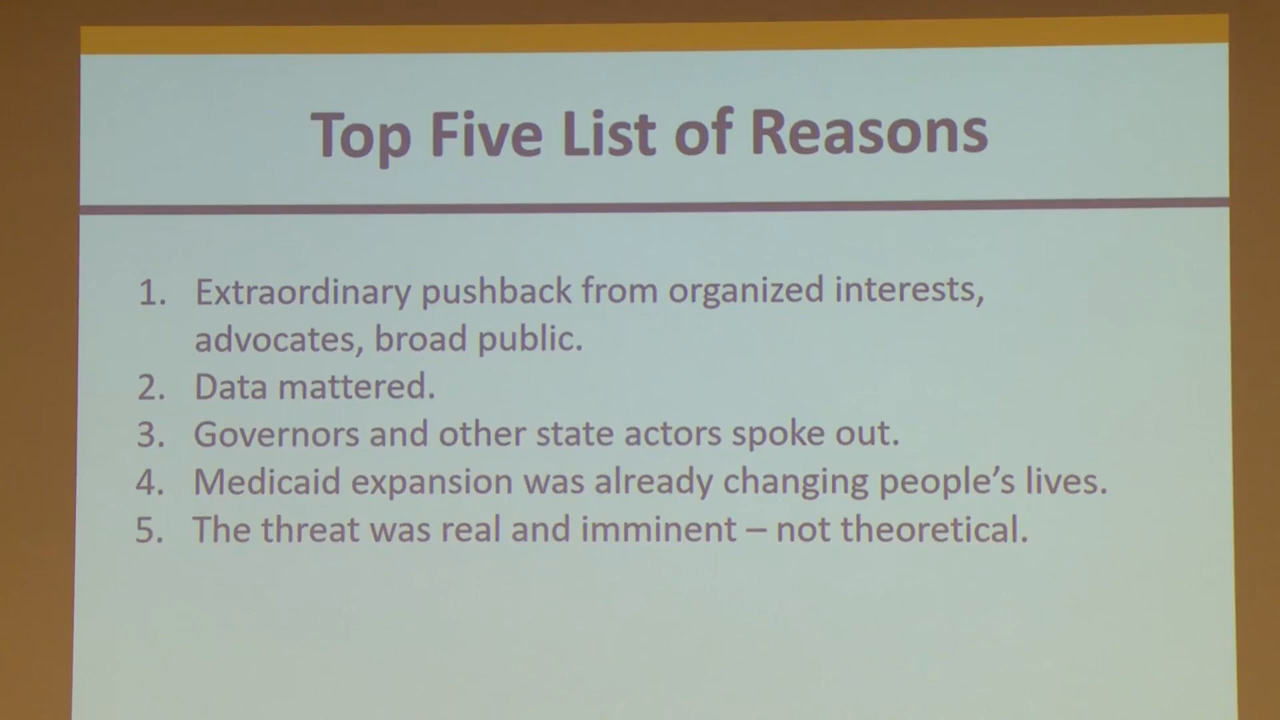 Top Five List of Reasons
1. Extraordinary pushback from organized interests,
advocates, broad public.
2. Data mattered.
3. Governors and other state actors spoke out.
4. Medicaid expansion was already changing people’s lives.
5. The threat was real and imminent – not theoretical.